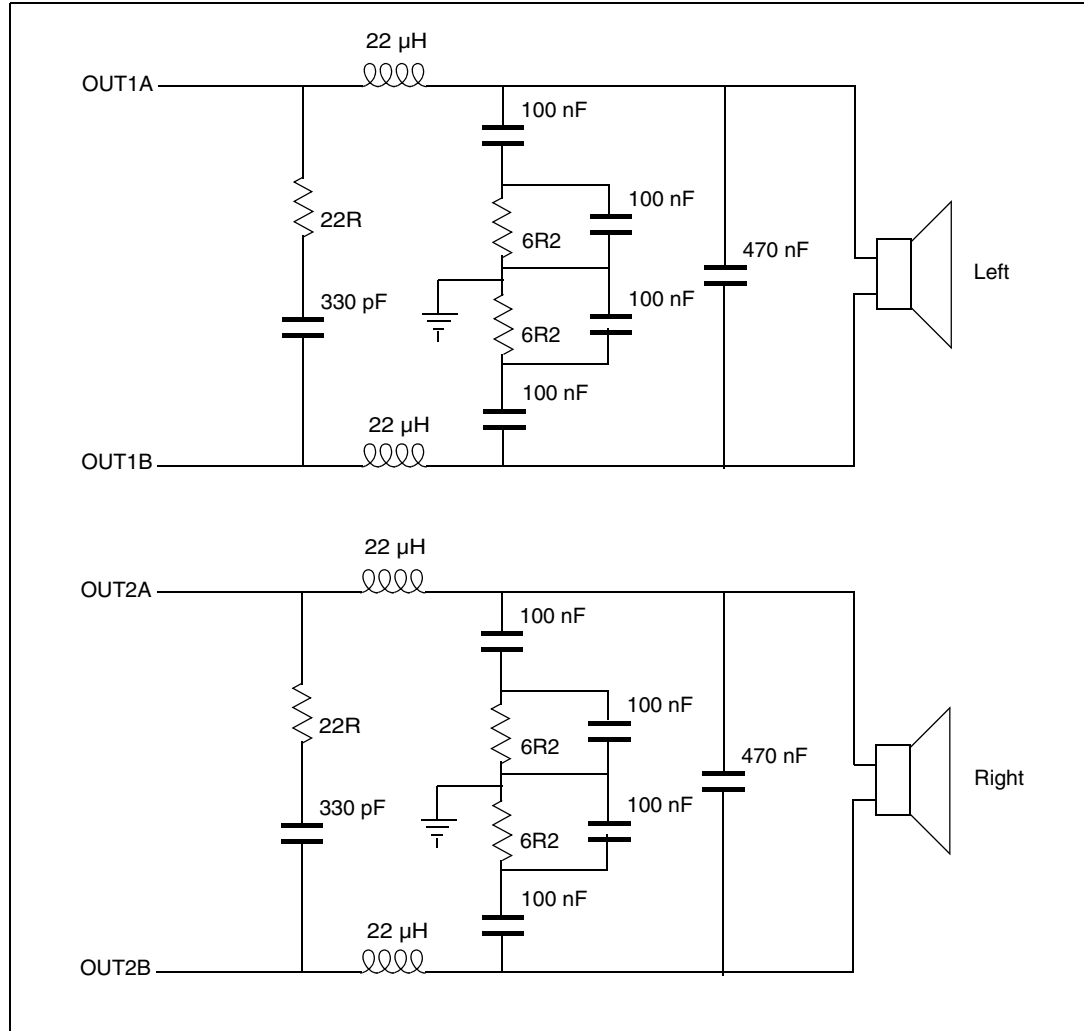 22 µH
OUT1A
100 nF
100 nF
22R
6R2
470 nF
Left
330 pF
100 nF
6R2
100 nF
22 µH
OUT1B
22 µH
OUT2A
100 nF
100 nF
22R
6R2
470 nF
Right
330 pF
100 nF
6R2
100 nF
22 µH
OUT2B